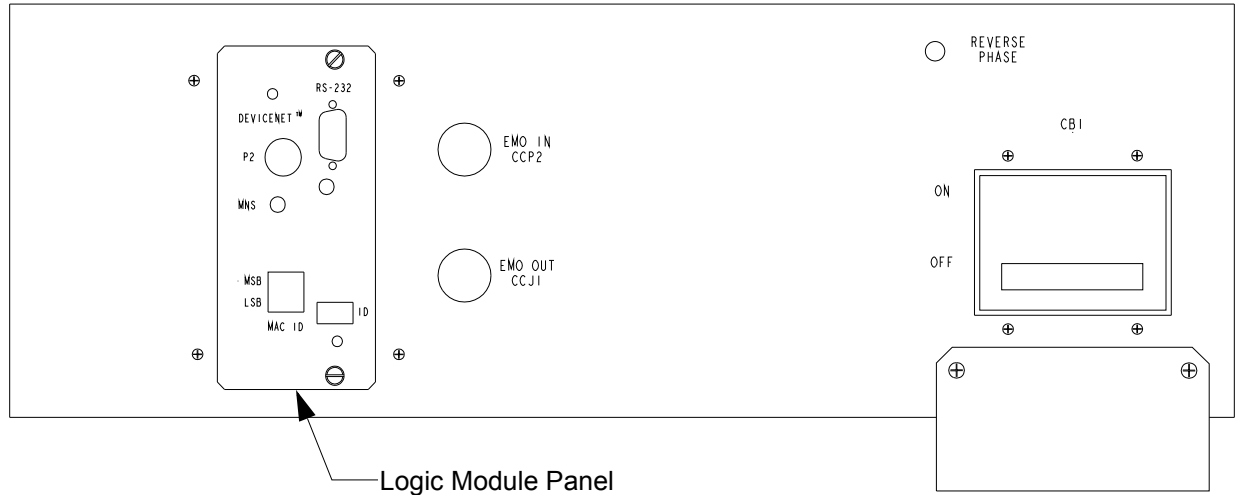 REVERSE
PHASE
RS-232
DEVICENET™
P2
MNS
EMO IN
CCP2
CB1
ON
OFF
EMO OUT
CCJ1
MSB
LSB
MAC ID
ID
Logic Module Panel